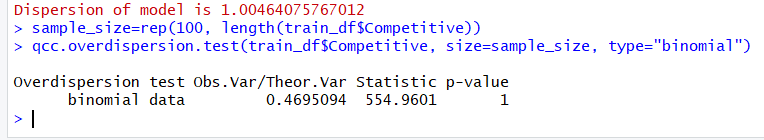 Dispersion of model is 1.00464075767012
> sample_size=rep(100, length(train_df$Competitive))
> qcc.overdispersion.test(train_df$Competitive, size=sample_size, type="binomial")
Overdispersion test Obs.Var/Theor.Var Statistic p-value
binomial data 0.4695094 554.9601 1
>